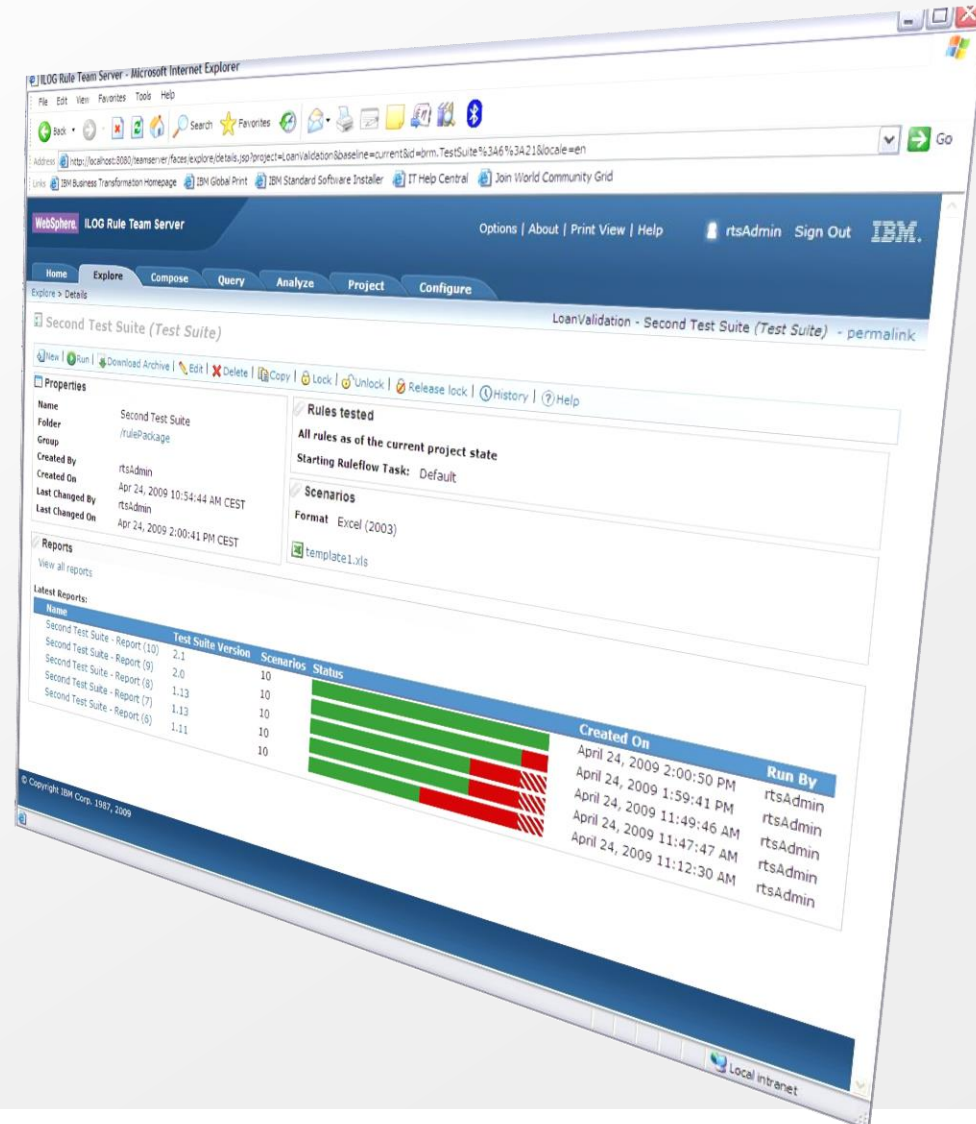 ILOG Rule Team Server - Microsoft Internet Explorer
File Edit View Favorites Tools Help
Back Search Favorites
Address http://localhost:8080/teamserver/faces/explore/details.jsp?project=LoanValidation&baseline=current&id=brm.TestSuite%3A6%3A21&locale=en Go
Links IBM Business Transformation Homepage IBM Global Print IBM Standard Software Installer IT Help Central Join World Community Grid
WebSphere. ILOG Rule Team Server Options | About | Print View | Help rtsAdmin Sign Out IBM.
Home Explore Compose Query Analyze Project Configure
Explore > Details LoanValidation - Second Test Suite (Test Suite) - permalink
Second Test Suite (Test Suite)
New | Run | Download Archive | Edit | Delete | Copy | Lock | Unlock | Release lock | History | Help
Properties
Name Second Test Suite
Folder /rulePackage
Group
Created By rtsAdmin
Created On Apr 24, 2009 10:54:44 AM CEST
Last Changed By rtsAdmin
Last Changed On Apr 24, 2009 2:00:41 PM CEST
Rules tested
All rules as of the current project state
Starting Ruleflow Task: Default
Scenarios
Format Excel (2003)
template1.xls
Reports
View all reports
Latest Reports:
Name Test Suite Version Scenarios Status Created On Run By
Second Test Suite - Report (10) 2.1 10 April 24, 2009 2:00:50 PM rtsAdmin
Second Test Suite - Report (9) 2.0 10 April 24, 2009 1:59:41 PM rtsAdmin
Second Test Suite - Report (8) 1.13 10 April 24, 2009 11:49:46 AM rtsAdmin
Second Test Suite - Report (7) 1.13 10 April 24, 2009 11:47:47 AM rtsAdmin
Second Test Suite - Report (6) 1.11 10 April 24, 2009 11:12:30 AM rtsAdmin
© Copyright IBM Corp. 1987, 2009
Local intranet